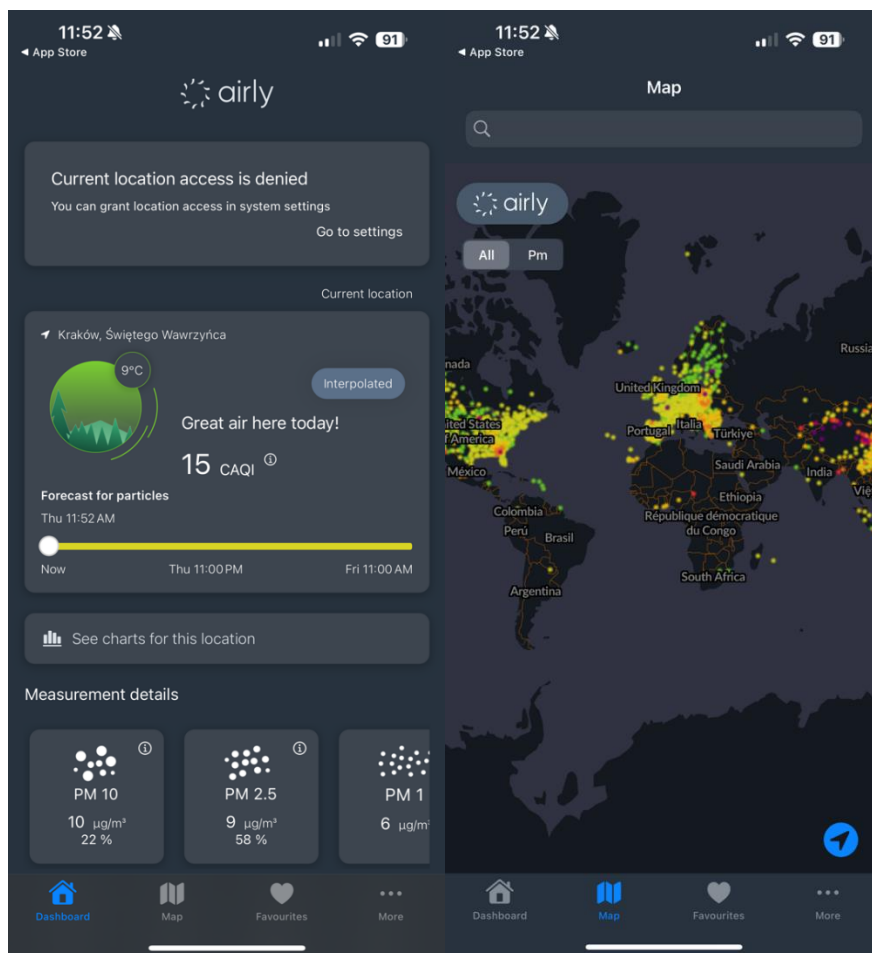 11:52
App Store
91
airly
Current location access is denied
You can grant location access in system settings
Go to settings
Current location
Kraków, Świętego Wawrzyńca
9°C
Interpolated
Great air here today!
15 CAQI
Forecast for particles
Thu 11:52 AM
Now Thu 11:00 PM Fri 11:00 AM
See charts for this location
Measurement details
PM 10
10 µg/m³
22 %
PM 2.5
9 µg/m³
58 %
PM 1
6 µg/m
Dashboard Map Favourites More
11:52
App Store
91
Map
airly
All Pm
Russia
nada
United Kingdom
ited States
f America
Portugal Italia Türkiye
México
Saudi Arabia
India
Việ
Colombia
Ethiopia
Perú
Brasil
République démocratique
du Congo
South Africa
Argentina
Dashboard Map Favourites More